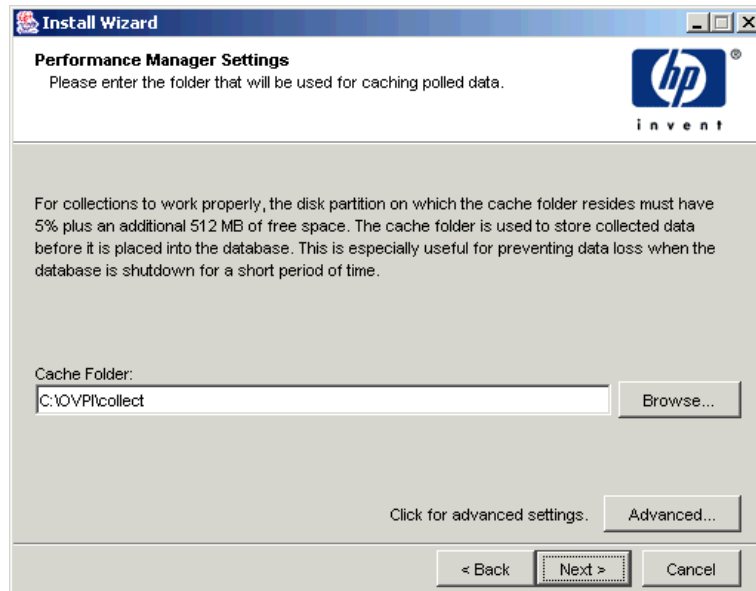 Install Wizard
Performance Manager Settings
Please enter the folder that will be used for caching polled data.
hp
®
invent
For collections to work properly, the disk partition on which the cache folder resides must have
5% plus an additional 512 MB of free space. The cache folder is used to store collected data
before it is placed into the database. This is especially useful for preventing data loss when the
database is shutdown for a short period of time.
Cache Folder:
C:\OVPI\collect
Browse...
Click for advanced settings.
Advanced...
< Back
Next >
Cancel